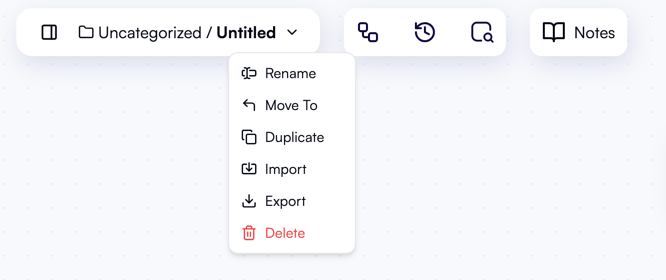 Uncategorized / Untitled
Notes
Rename
Move To
Duplicate
Import
Export
Delete